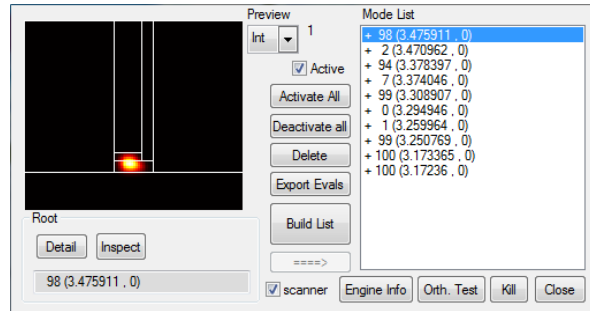 Preview
Mode List
Int
1
Active
Activate All
Deactivate all
Delete
Export Evals
Build List
====>
scanner
+ 98 (3.475911 , 0)
+ 2 (3.470962 , 0)
+ 94 (3.378397 , 0)
+ 7 (3.374046 , 0)
+ 99 (3.308907 , 0)
+ 0 (3.294946 , 0)
+ 1 (3.259964 , 0)
+ 99 (3.250769 , 0)
+ 100 (3.173365 , 0)
+ 100 (3.17236 , 0)
Root
Detail
Inspect
98 (3.475911 , 0)
Engine Info
Orth. Test
Kill
Close